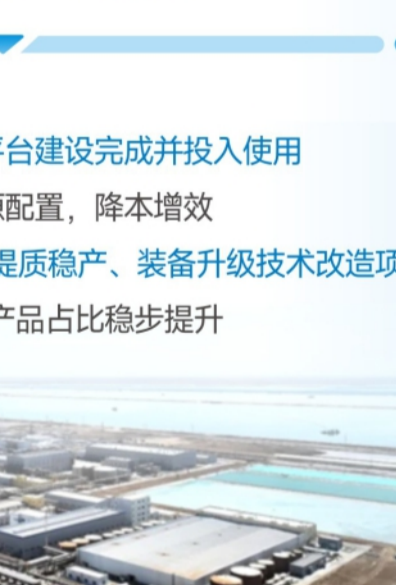 台建设完成并投入使用
配置，降本增效
提质稳产、装备升级技术改造项
产品占比稳步提升